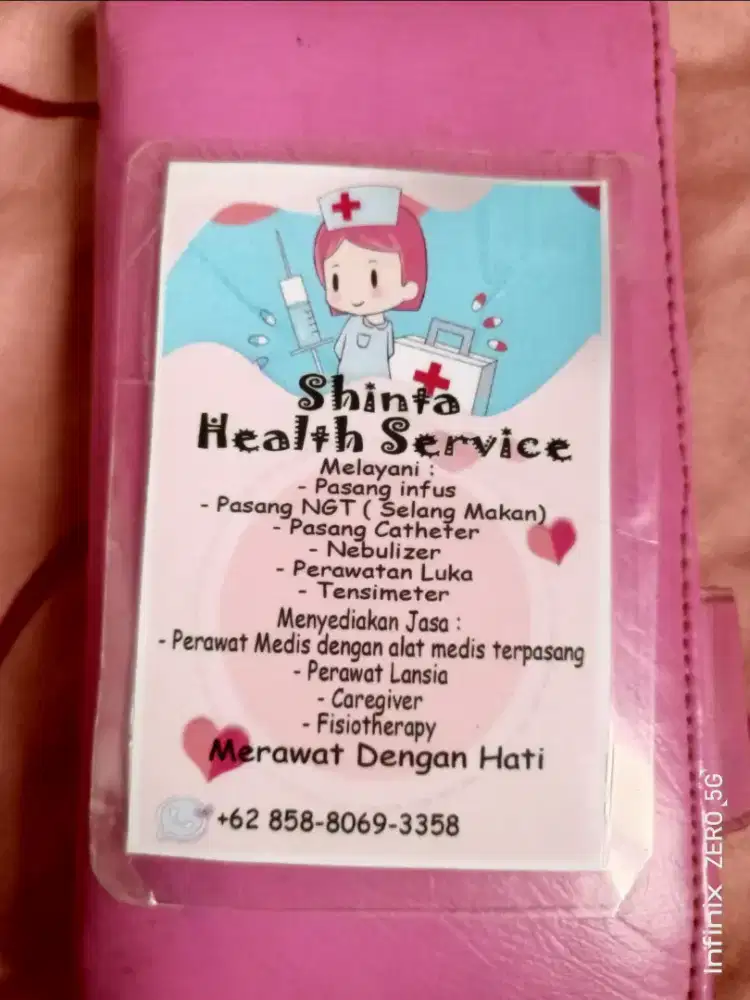 Shinta
Health Service
Melayani :
- Pasang infus
- Pasang NGT ( Selang Makan)
- Pasang Catheter
- Nebulizer
- Perawatan Luka
- Tensimeter
Menyediakan Jasa :
- Perawat Medis dengan alat medis terpasang
- Perawat Lansia
- Caregiver
- Fisiotherapy
Merawat Dengan Hati
+62 858-8069-3358
Infinix ZERO 5G